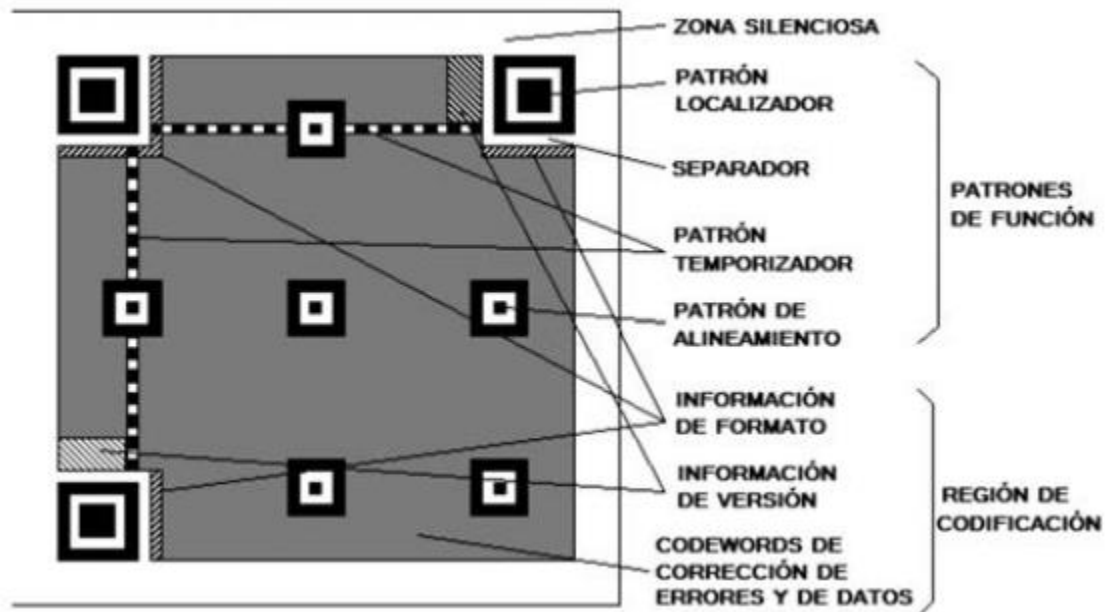 ZONA SILENCIOSA
PATRÓN
LOCALIZADOR
SEPARADOR
PATRÓN
TEMPORIZADOR
PATRÓN DE
ALINEAMIENTO
PATRONES
DE FUNCIÓN
INFORMACIÓN
DE FORMATO
INFORMACIÓN
DE VERSIÓN
CODEWORDS DE
CORRECCIÓN DE
ERRORES Y DE DATOS
REGIÓN DE
CODIFICACIÓN